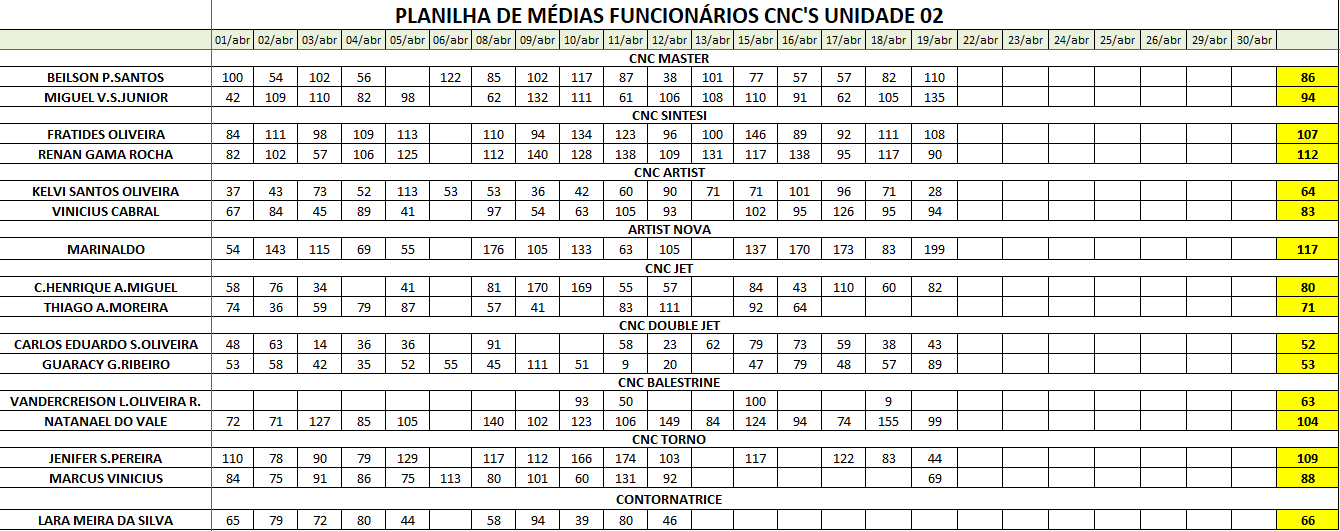 PLANILHA DE MÉDIAS FUNCIONÁRIOS CNC'S UNIDADE 02
01/abr 02/abr 03/abr 04/abr 05/abr 06/abr 08/abr 09/abr 10/abr 11/abr 12/abr 13/abr 15/abr 16/abr 17/abr 18/abr 19/abr 22/abr 23/abr 24/abr 25/abr 26/abr 29/abr 30/abr
CNC MASTER
BEILSON P.SANTOS 100 54 102 56 122 85 102 117 87 38 101 77 57 57 82 110 86
MIGUEL V.S.JUNIOR 42 109 110 82 98 62 132 111 61 106 108 110 91 62 105 135 94
CNC SINTESI
FRATIDES OLIVEIRA 84 111 98 109 113 110 94 134 123 96 100 146 89 92 111 108 107
RENAN GAMA ROCHA 82 102 57 106 125 112 140 128 138 109 131 117 138 95 117 90 112
CNC ARTIST
KELVI SANTOS OLIVEIRA 37 43 73 52 113 53 53 36 42 60 90 71 71 101 96 71 28 64
VINICIUS CABRAL 67 84 45 89 41 97 54 63 105 93 102 95 126 95 94 83
ARTIST NOVA
MARINALDO 54 143 115 69 55 176 105 133 63 105 137 170 173 83 199 117
CNC JET
C.HENRIQUE A.MIGUEL 58 76 34 41 81 170 169 55 57 84 43 110 60 82 80
THIAGO A.MOREIRA 74 36 59 79 87 57 41 83 111 92 64 71
CNC DOUBLE JET
CARLOS EDUARDO S.OLIVEIRA 48 63 14 36 36 91 58 23 62 79 73 59 38 43 52
GUARACY G.RIBEIRO 53 58 42 35 52 55 45 111 51 9 20 47 79 48 57 89 53
CNC BALESTRINE
VANDERCREISON L.OLIVEIRA R. 93 50 100 9 63
NATANAEL DO VALE 72 71 127 85 105 140 102 123 106 149 84 124 94 74 155 99 104
CNC TORNO
JENIFER S.PEREIRA 110 78 90 79 129 117 112 166 174 103 117 122 83 44 109
MARCUS VINICIUS 84 75 91 86 75 113 80 101 60 131 92 69 88
CONTORNATRICE
LARA MEIRA DA SILVA 65 79 72 80 44 58 94 39 80 46 66